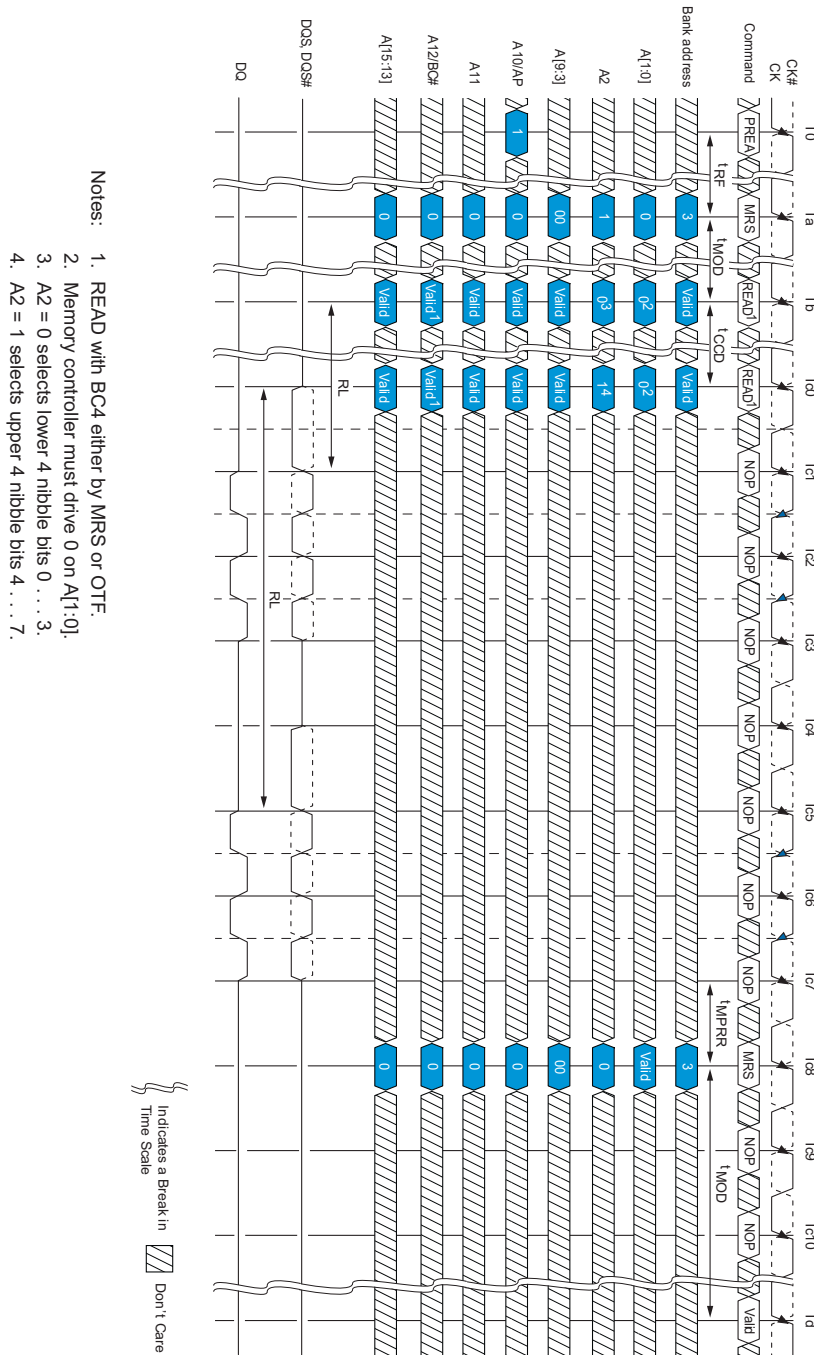 T0 Ta Tb Tc0 Tc1 Tc2 Tc3 Tc4 Tc5 Tc6 Tc7 Tc8 Tc9 Tc10 Td
CK#
CK
Command PREA MRS READ1 READ1 NOP NOP NOP NOP NOP NOP NOP MRS NOP NOP Valid
tRF tMOD tCCD tMPRR tMOD
Bank address 3 Valid Valid 3
A[1:0] 0 02 02 Valid
A2 1 03 14 0
A[9:3] 00 Valid Valid 00
A10/AP 1 0 Valid Valid 0
A11 0 Valid Valid 0
A12/BC# 0 Valid1 Valid1 0
A[15:13] 0 Valid Valid 0
RL
DQS, DQS#
RL
DQ
Indicates a Break in
Time Scale
Don't Care
Notes: 1. READ with BC4 either by MRS or OTF.
2. Memory controller must drive 0 on A[1:0].
3. A2 = 0 selects lower 4 nibble bits 0 . . . 3.
4. A2 = 1 selects upper 4 nibble bits 4 . . . 7.